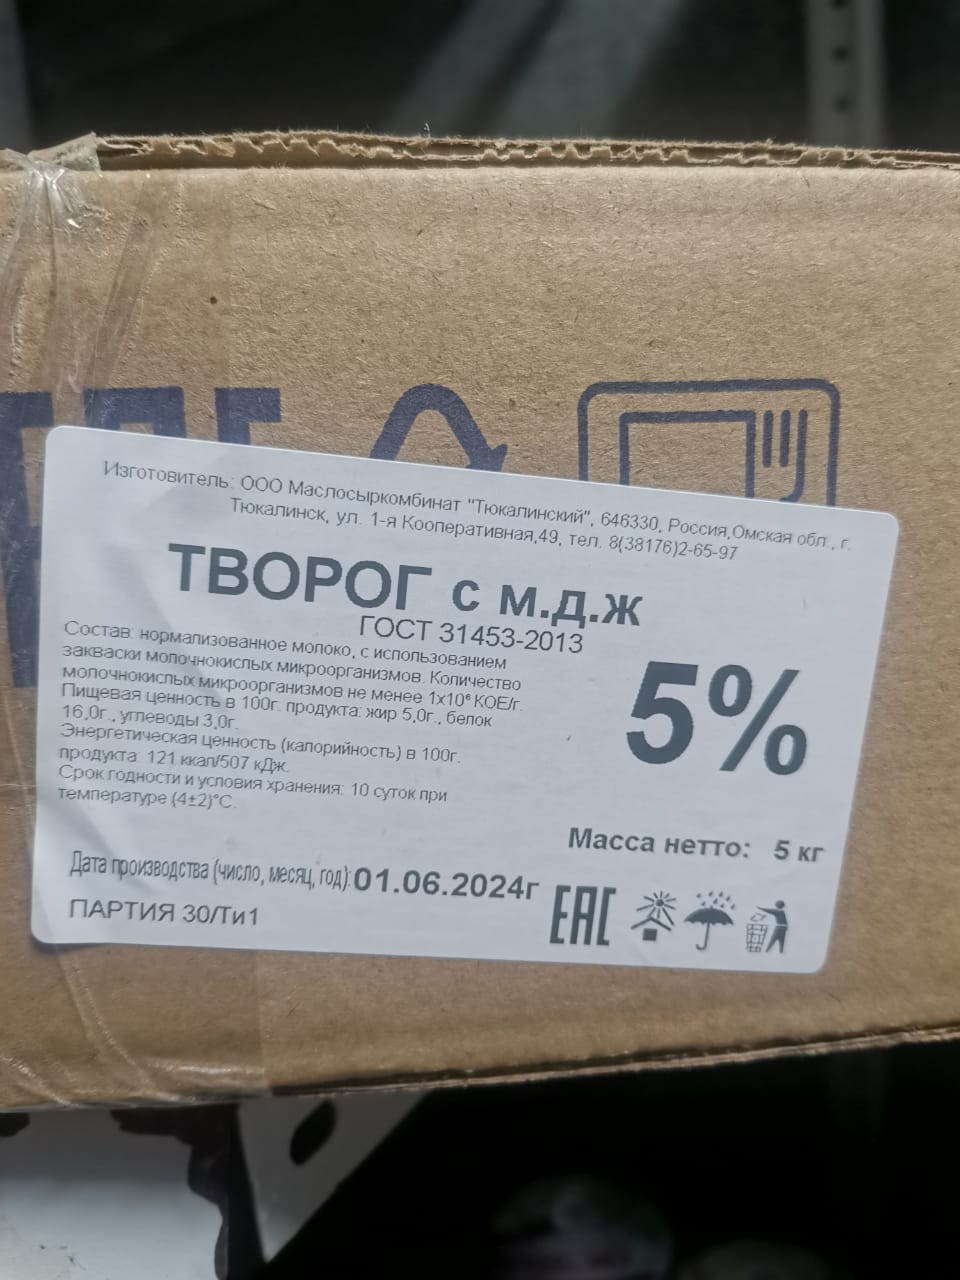 Изготовитель: ООО Маслосыркомбинат "Тюкалинский", 646330, Россия,Омская обл., г.
Тюкалинск, ул. 1-я Кооперативная,49, тел. 8(38176)2-65-97
ТВОРОГ с м.д.ж
ГОСТ 31453-2013
5%
Состав: нормализованное молоко, с использованием
закваски молочнокислых микроорганизмов. Количество
молочнокислых микроорганизмов не менее 1х10⁶ КОЕ/г.
Пищевая ценность в 100г. продукта: жир 5,0г., белок
16,0г., углеводы 3,0г.
Энергетическая ценность (калорийность) в 100г.
продукта: 121 ккал/507 кДж.
Срок годности и условия хранения: 10 суток при
температуре (4±2)°С.
Масса нетто: 5 кг
Дата производства (число, месяц, год):01.06.2024г
ПАРТИЯ 30/Ти1
ЕАС